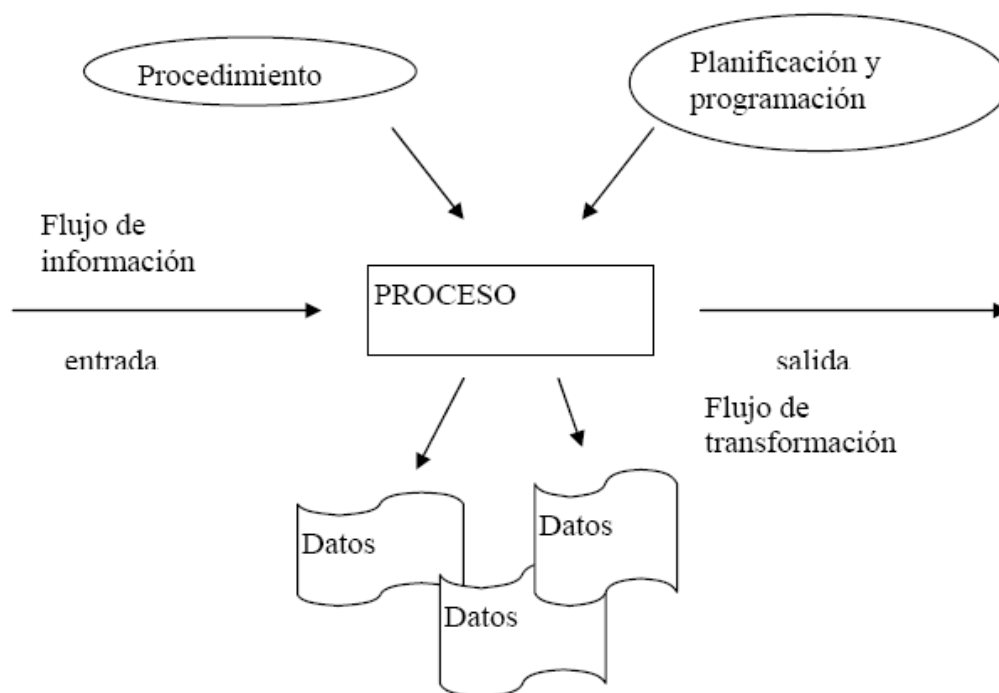 Procedimiento
Planificación y
programación
Flujo de
información
PROCESO
entrada
salida
Flujo de
transformación
Datos
Datos
Datos